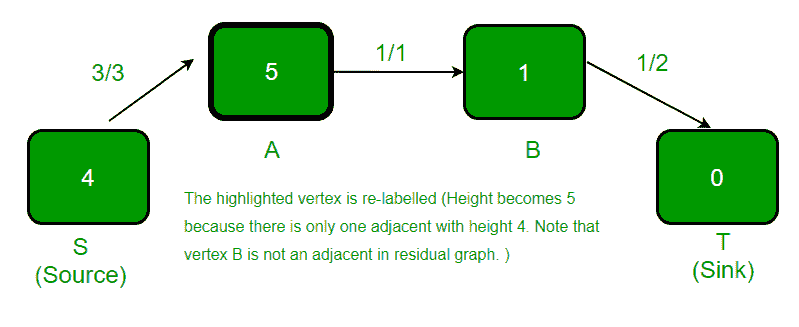 3/3
5
1/1
1
1/2
4
A
B
0
The highlighted vertex is re-labelled (Height becomes 5
because there is only one adjacent with height 4. Note that
vertex B is not an adjacent in residual graph. )
S
(Source)
T
(Sink)